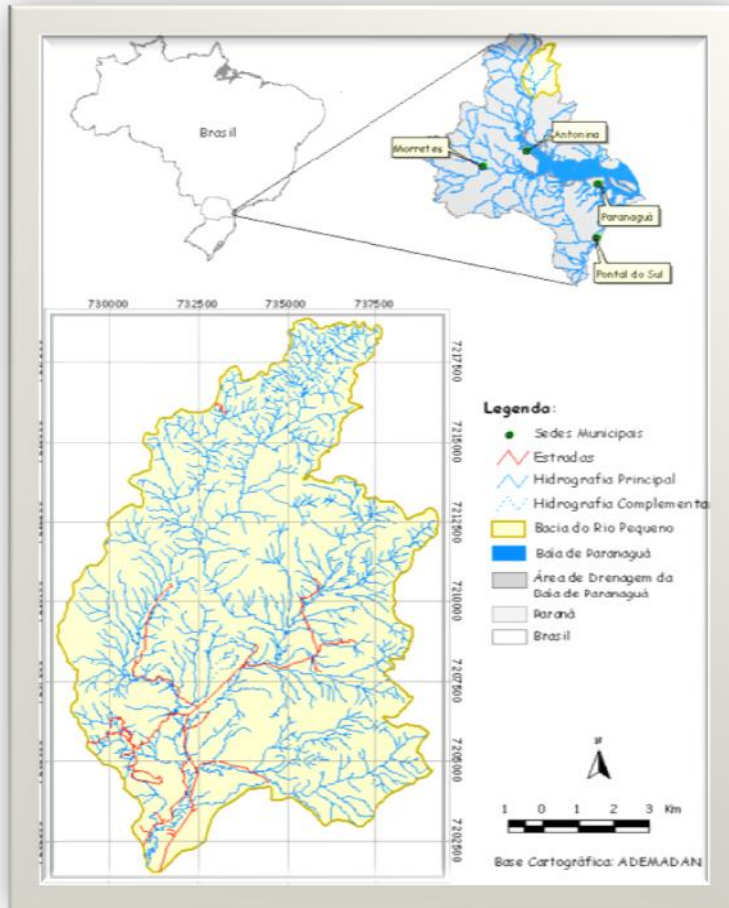 Brasil
Antonina
Morretes
Paranaguá
Pontal do Sul
730000 732500 735000 737500
7217500
7215000
7212500
7210000
7207500
7205000
7202500
Legenda:
Sedes Municipais
Estradas
Hidrografia Principal
Hidrografia Complementa
Bacia do Rio Pequeno
Baía de Paranaguá
Área de Drenagem da
Baía de Paranaguá
Paraná
Brasil
N
1 0 1 2 3 Km
Base Cartográfica: ADEMADAN